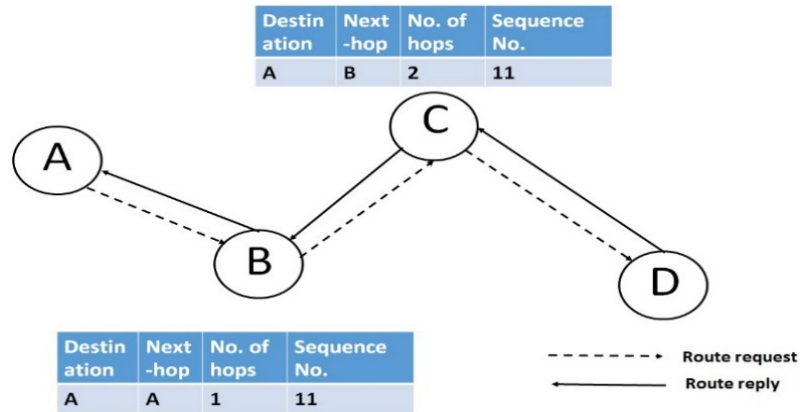 Destin Next No. of Sequence
ation -hop hops No.
A B 2 11
C
A
B
D
Destin Next No. of Sequence
ation -hop hops No.
A A 1 11
Route request
Route reply